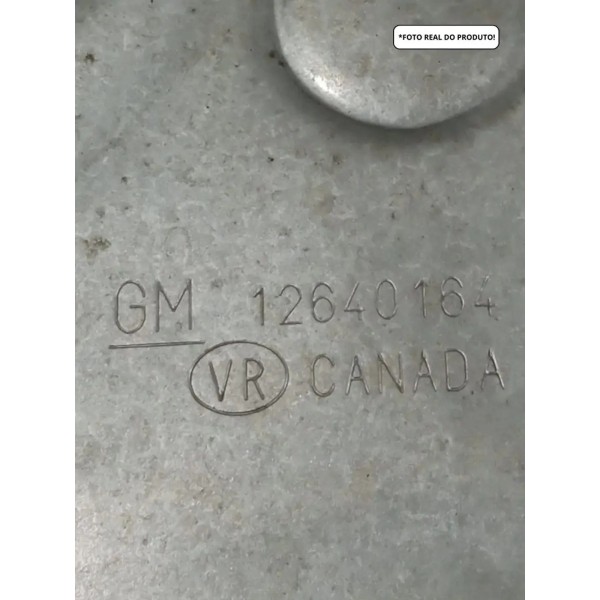 *FOTO REAL DO PRODUTO!
GM 12640164
VR CANADA